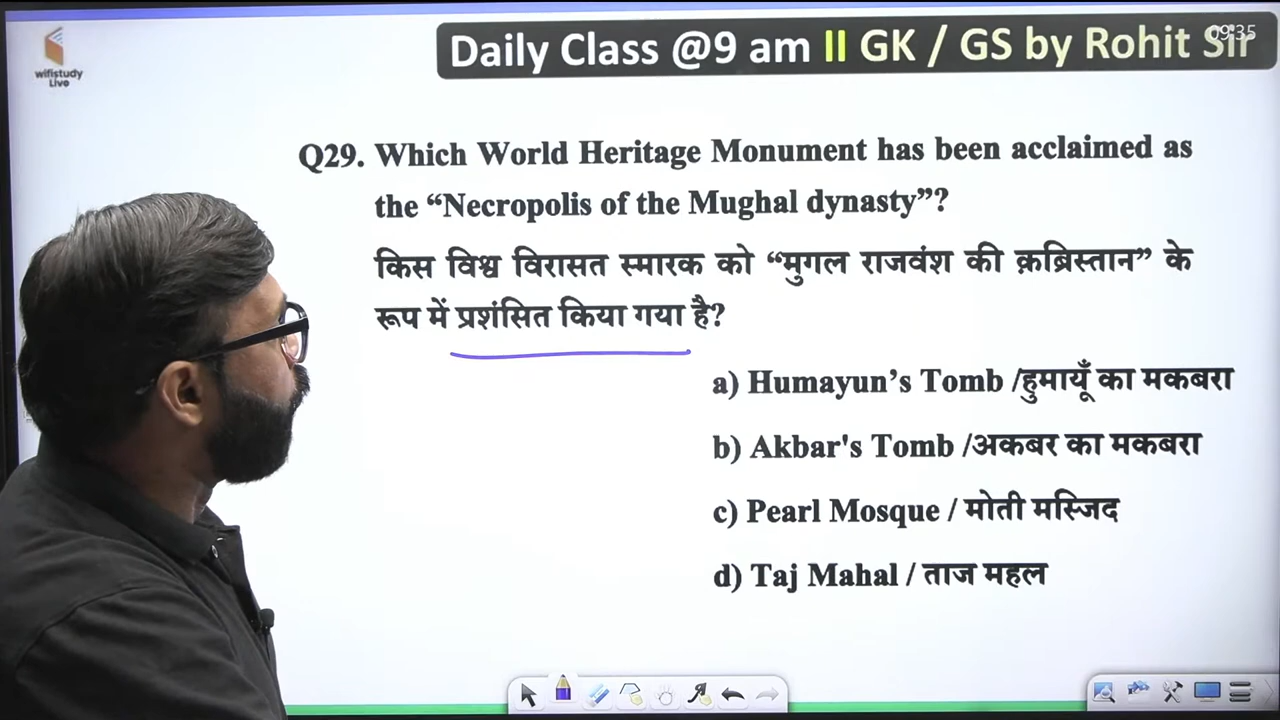 wifistudy
Live
Daily Class @9 am II GK / GS by Rohit Sir
09:35
Q29. Which World Heritage Monument has been acclaimed as
the “Necropolis of the Mughal dynasty”?
किस विश्व विरासत स्मारक को “मुगल राजवंश की क़ब्रिस्तान” के
रूप में प्रशंसित किया गया है?
a) Humayun’s Tomb /हुमायूँ का मकबरा
b) Akbar's Tomb /अकबर का मकबरा
c) Pearl Mosque / मोती मस्जिद
d) Taj Mahal / ताज महल